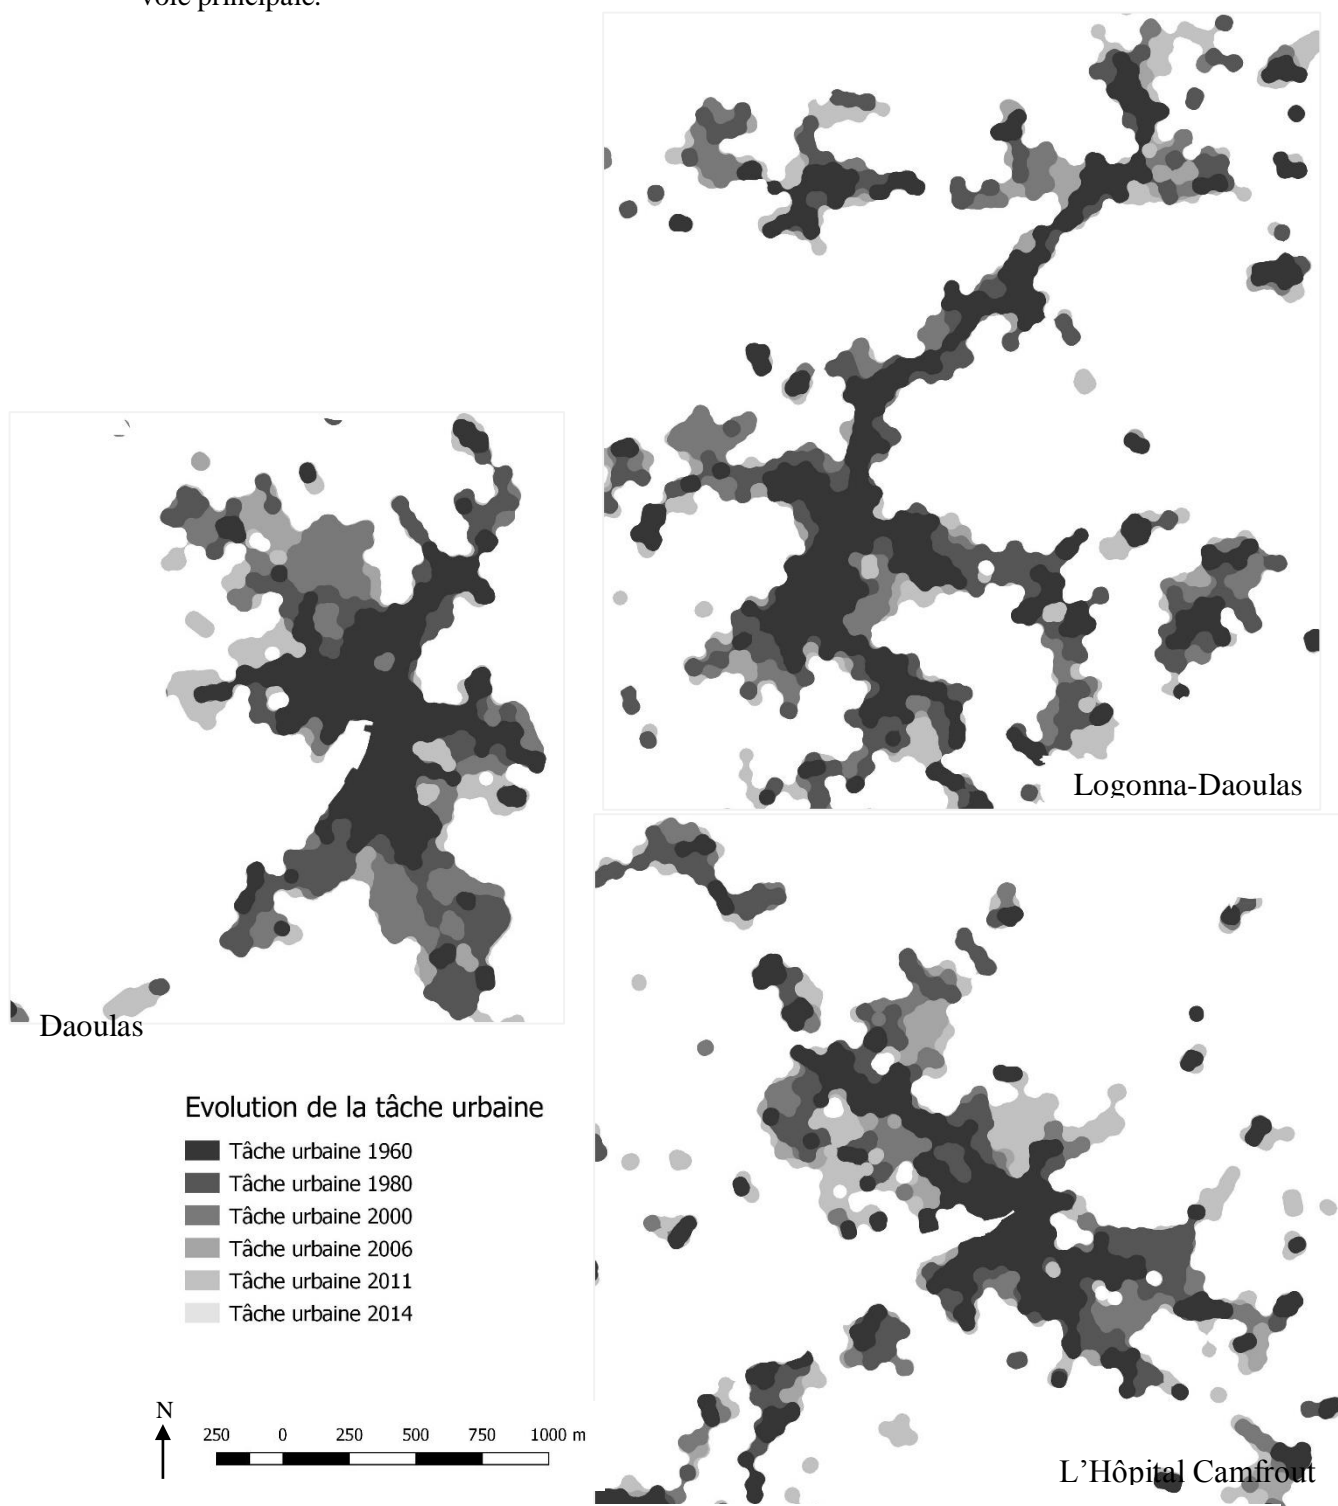 voie principale.
Logonna-Daoulas
Daoulas
Evolution de la tâche urbaine
Tâche urbaine 1960
Tâche urbaine 1980
Tâche urbaine 2000
Tâche urbaine 2006
Tâche urbaine 2011
Tâche urbaine 2014
N
250 0 250 500 750 1000 m
L’Hôpital Camfrout